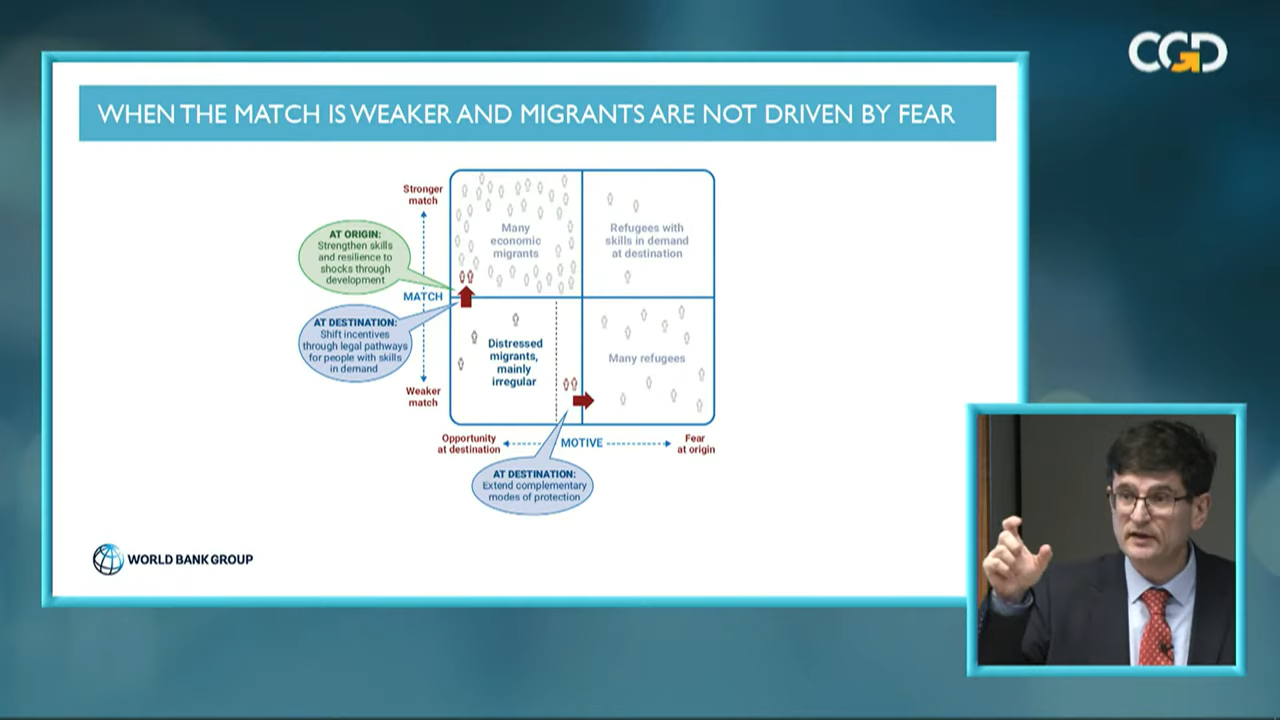 CGD
WHEN THE MATCH IS WEAKER AND MIGRANTS ARE NOT DRIVEN BY FEAR
Stronger
match
AT ORIGIN:
Strengthen skills
and resilience to
shocks through
development
MATCH
AT DESTINATION:
Shift incentives
through legal pathways
for people with skills
in demand
Weaker
match
Many
economic
migrants
Refugees with
skills in demand
at destination
Distressed
migrants,
mainly
irregular
Many refugees
Opportunity
at destination
MOTIVE
Fear
at origin
AT DESTINATION:
Extend complementary
modes of protection
WORLD BANK GROUP